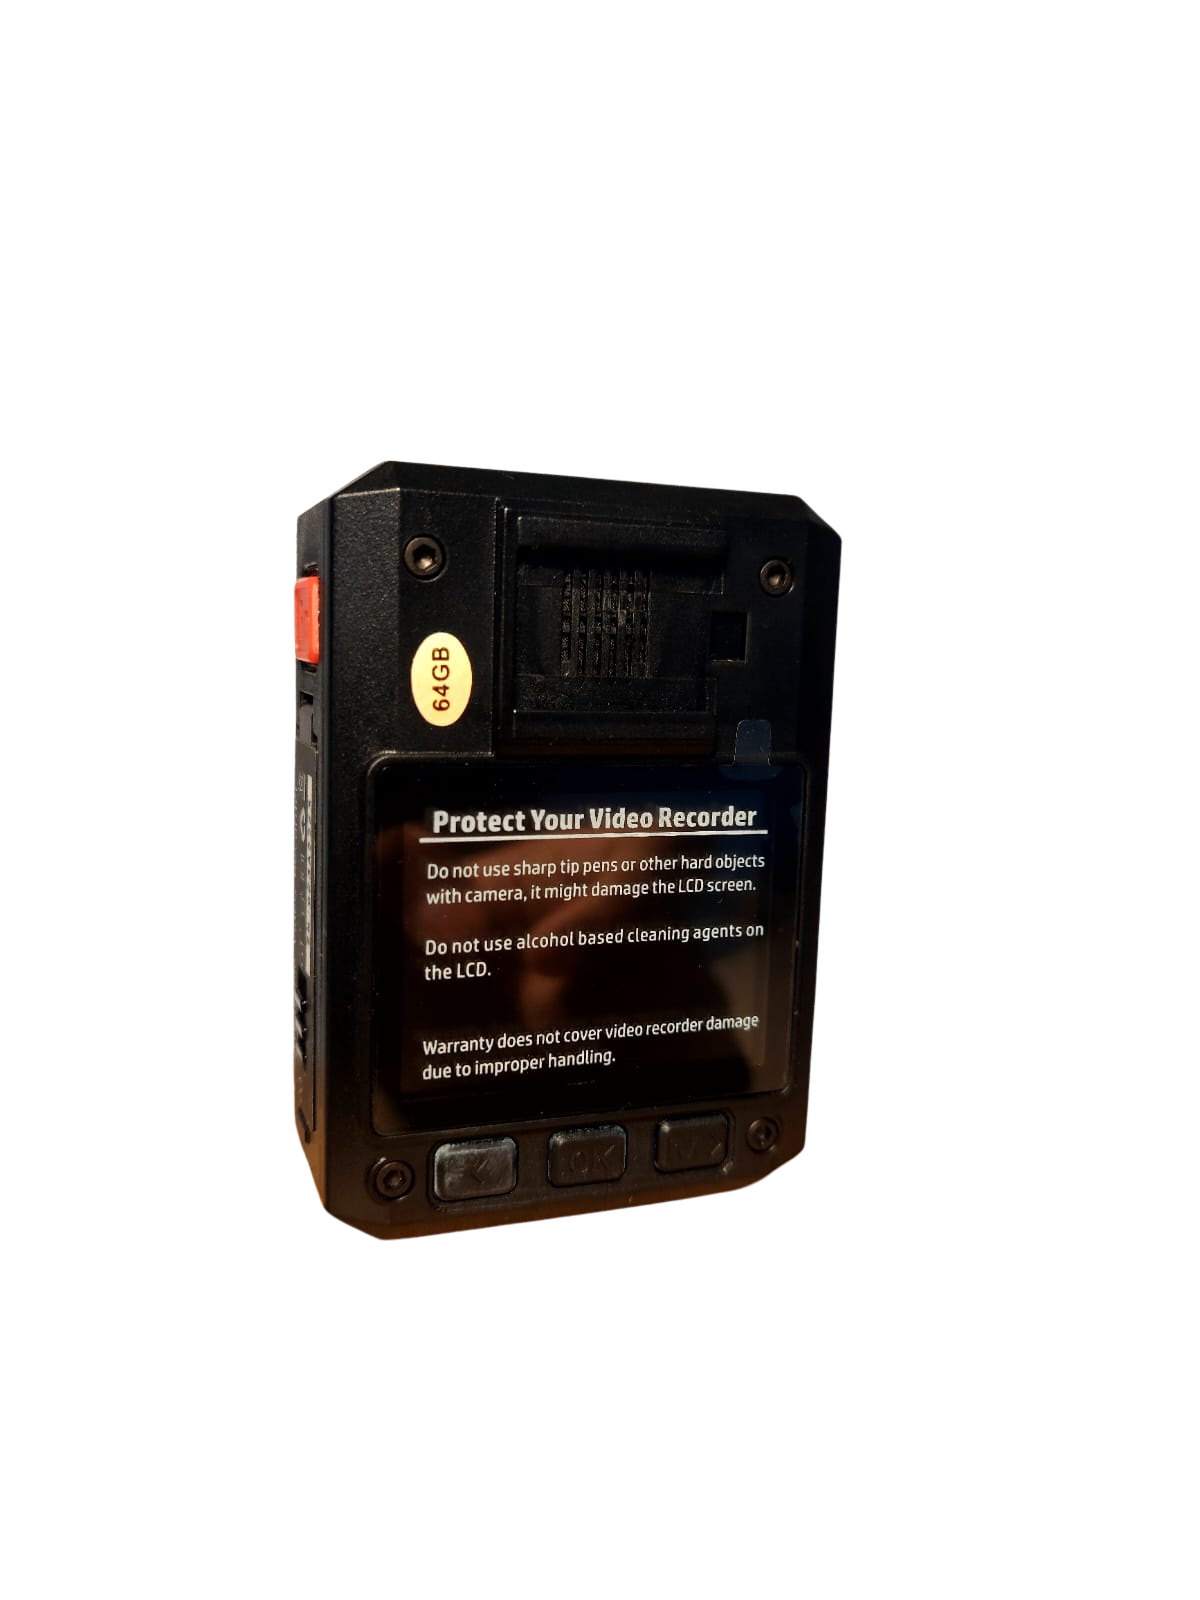 64GB
Protect Your Video Recorder
Do not use sharp tip pens or other hard objects
with camera, it might damage the LCD screen.
Do not use alcohol based cleaning agents on
the LCD.
Warranty does not cover video recorder damage
due to improper handling.
OK